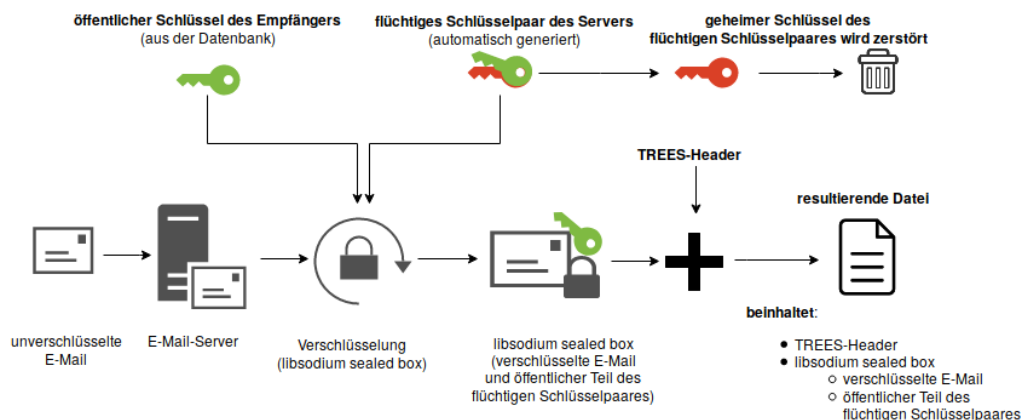 öffentlicher Schlüssel des Empfängers
(aus der Datenbank)
flüchtiges Schlüsselpaar des Servers
(automatisch generiert)
geheimer Schlüssel des
flüchtigen Schlüsselpaares wird zerstört
TREES-Header
resultierende Datei
unverschlüsselte
E-Mail
E-Mail-Server
Verschlüsselung
(libsodium sealed box)
libsodium sealed box
(verschlüsselte E-Mail
und öffentlicher Teil des
flüchtigen Schlüsselpaares)
beinhaltet:
TREES-Header
libsodium sealed box
verschlüsselte E-Mail
öffentlicher Teil des
flüchtigen Schlüsselpaares